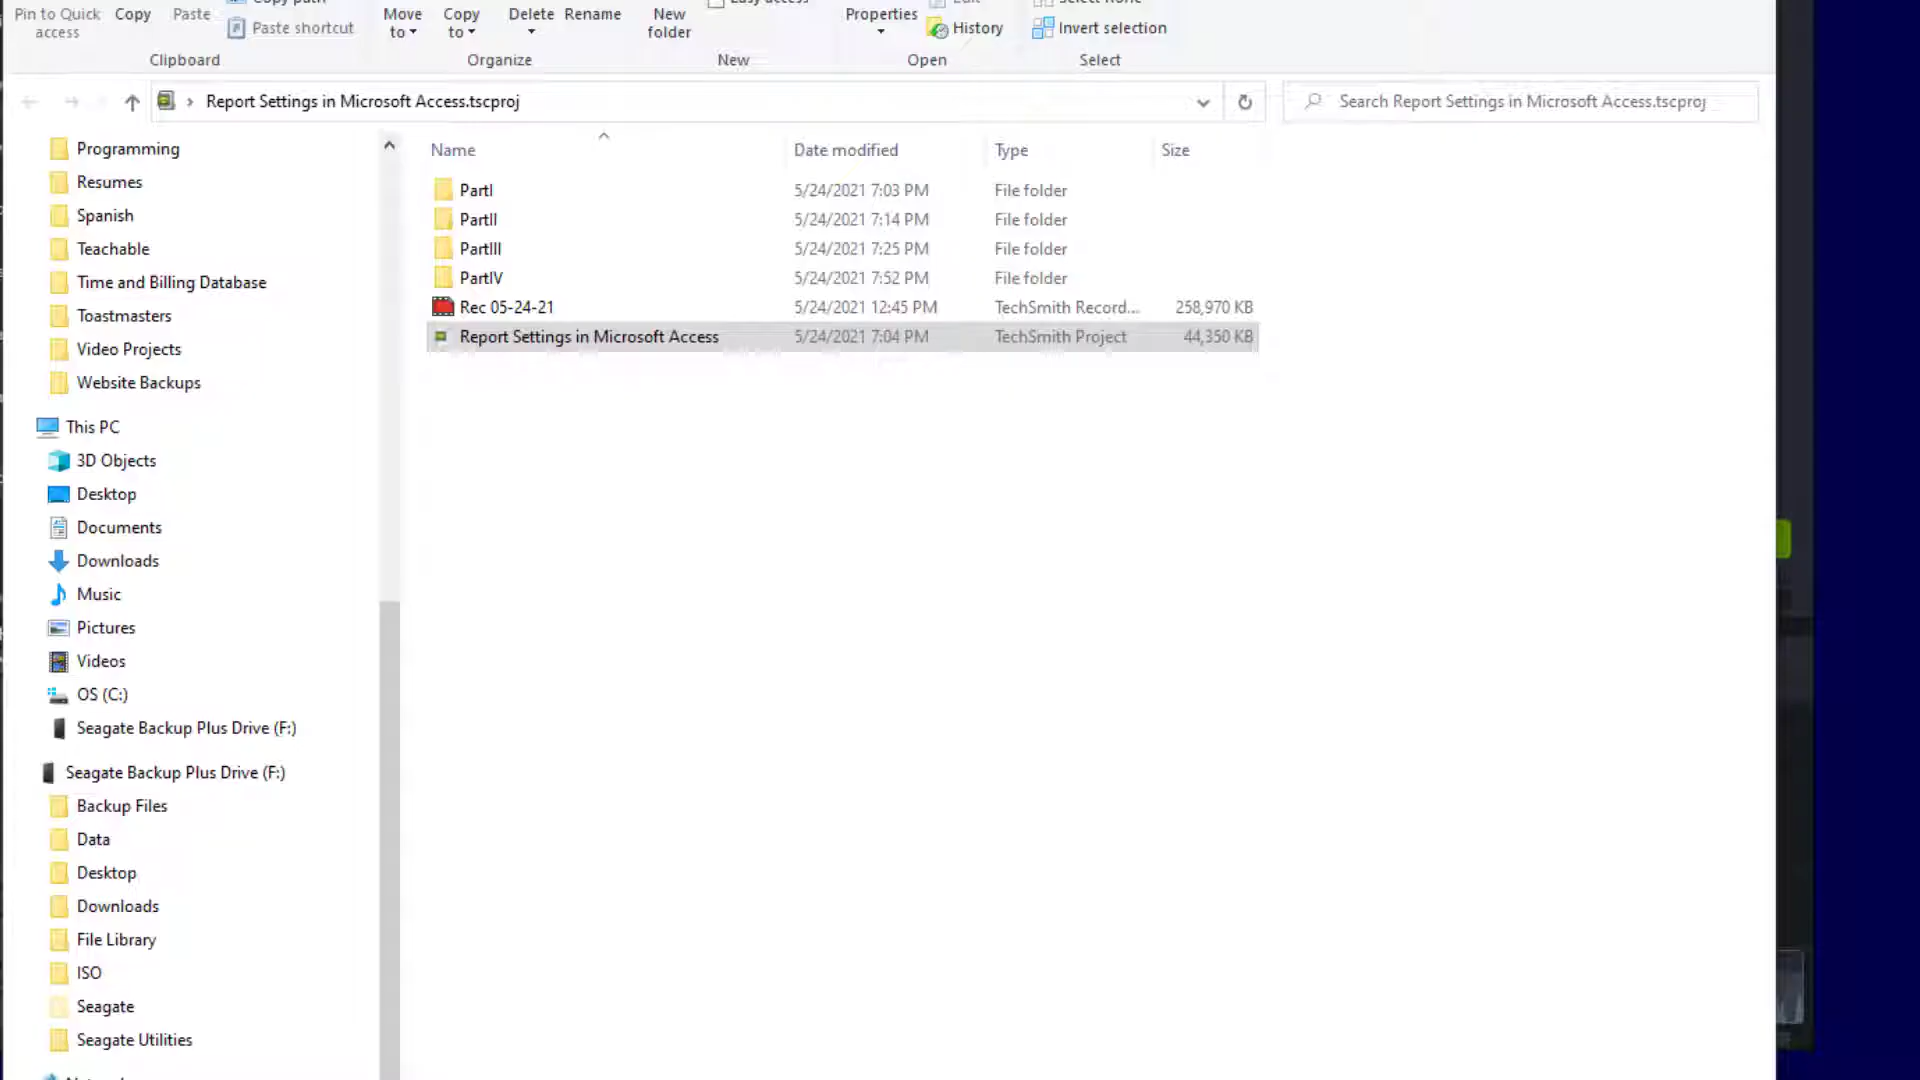 Copy path
Easy access
Edit
Select none
Pin to Quick access
Copy
Paste
Paste shortcut
Move to
Copy to
Delete
Rename
New folder
Properties
History
Invert selection
Clipboard
Organize
New
Open
Select
Report Settings in Microsoft Access.tscproj
Search Report Settings in Microsoft Access.tscproj
Name Date modified Type Size
PartI 5/24/2021 7:03 PM File folder
PartII 5/24/2021 7:14 PM File folder
PartIII 5/24/2021 7:25 PM File folder
PartIV 5/24/2021 7:52 PM File folder
Rec 05-24-21 5/24/2021 12:45 PM TechSmith Record... 258,970 KB
Report Settings in Microsoft Access 5/24/2021 7:04 PM TechSmith Project 44,350 KB
Programming
Resumes
Spanish
Teachable
Time and Billing Database
Toastmasters
Video Projects
Website Backups
This PC
3D Objects
Desktop
Documents
Downloads
Music
Pictures
Videos
OS (C:)
Seagate Backup Plus Drive (F:)
Seagate Backup Plus Drive (F:)
Backup Files
Data
Desktop
Downloads
File Library
ISO
Seagate
Seagate Utilities